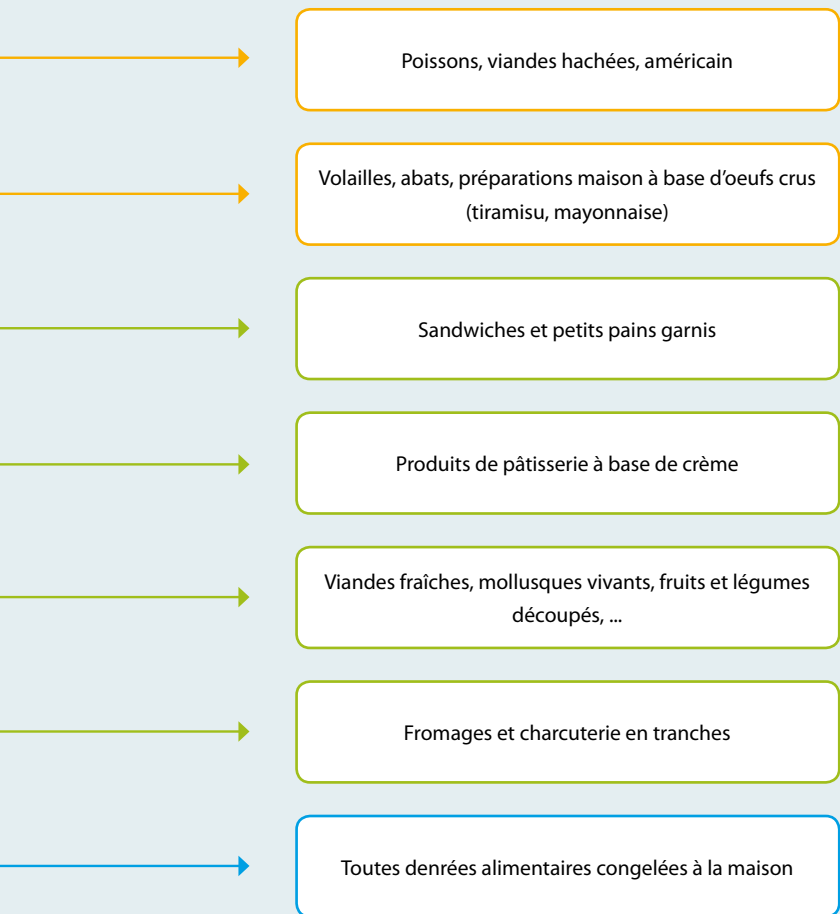 Poissons, viandes hachées, américain
Volailles, abats, préparations maison à base d'oeufs crus
(tiramisu, mayonnaise)
Sandwiches et petits pains garnis
Produits de pâtisserie à base de crème
Viandes fraîches, mollusques vivants, fruits et légumes
découpés, ...
Fromages et charcuterie en tranches
Toutes denrées alimentaires congelées à la maison